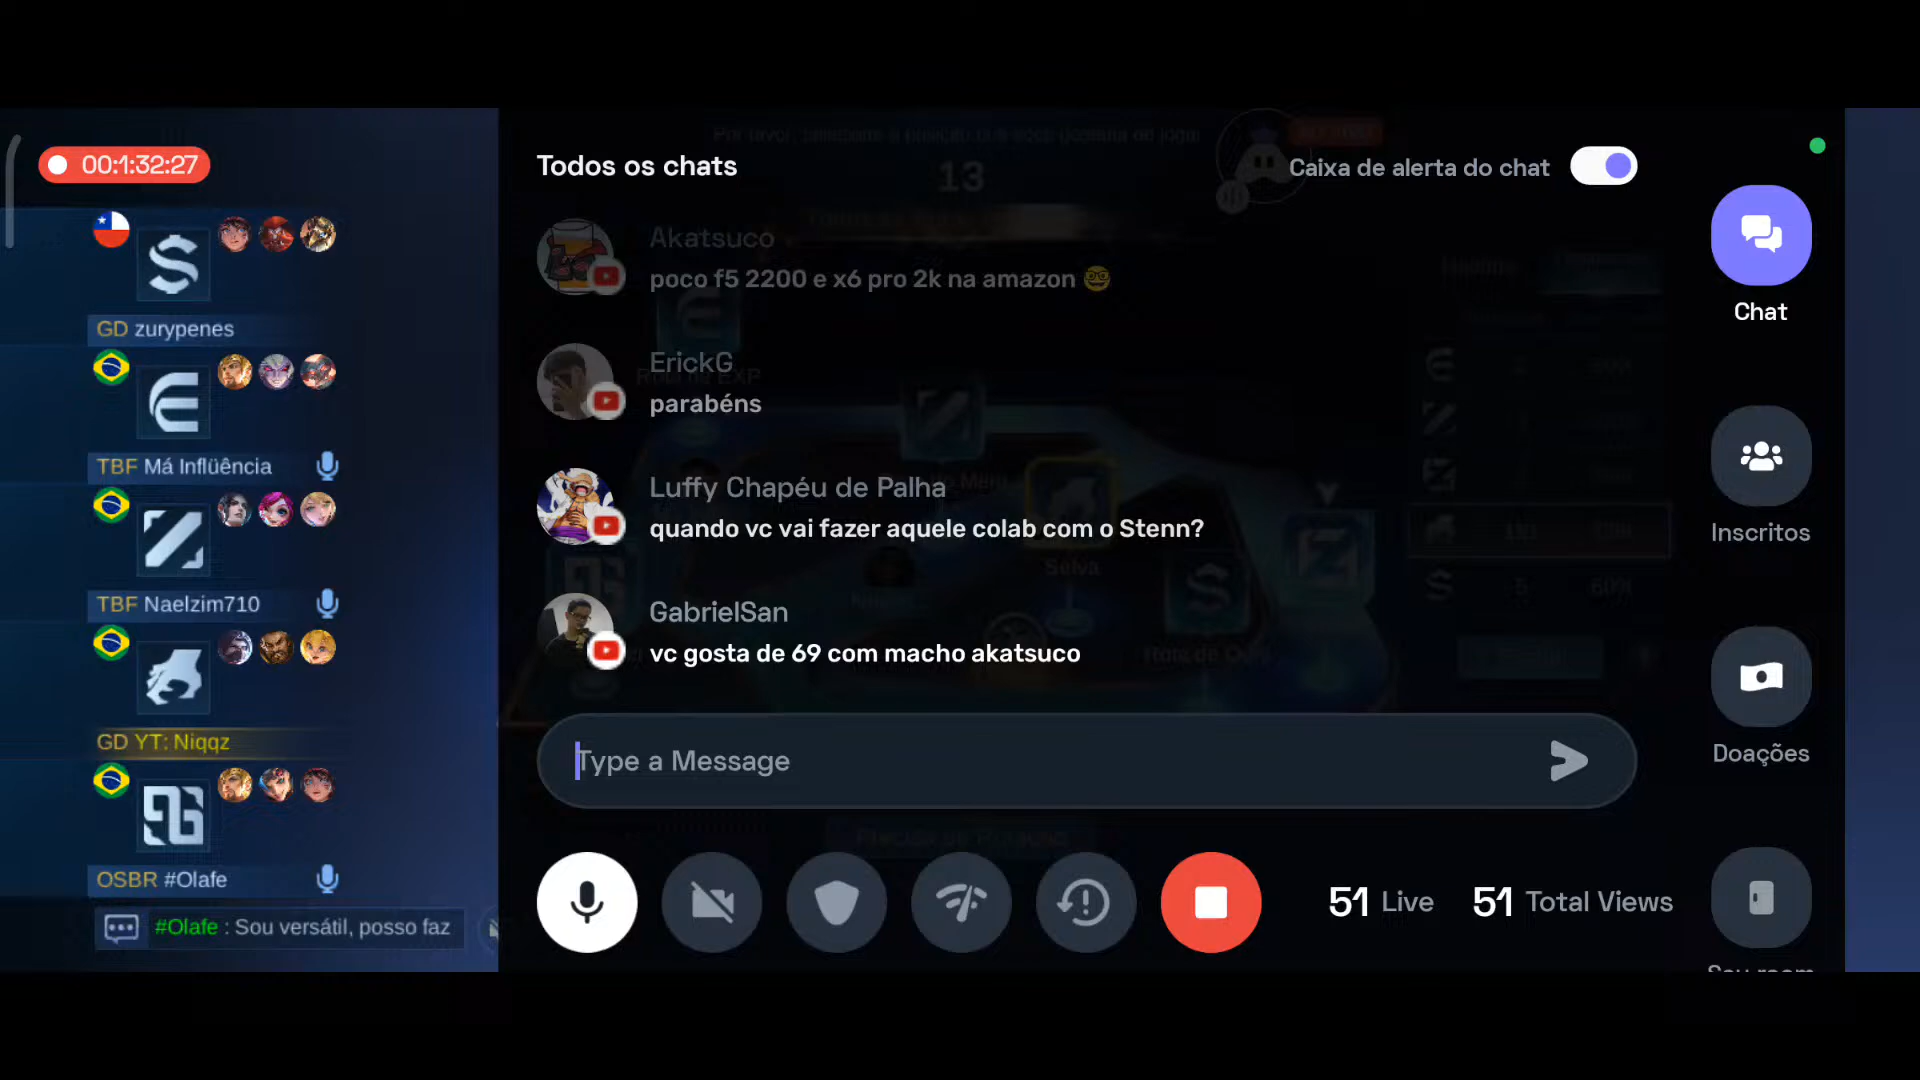 00:1:32:27
GD zurypenes
TBF Má Inflüência
TBF Naelzim710
GD YT: Niqqz
OSBR #Olafe
#Olafe : Sou versátil, posso faz
Todos os chats
13
Caixa de alerta do chat
Akatsuco
poco f5 2200 e x6 pro 2k na amazon 🤓
ErickG
parabéns
Luffy Chapéu de Palha
quando vc vai fazer aquele colab com o Stenn?
Selva
GabrielSan
vc gosta de 69 com macho akatsuco
Type a Message
51 Live 51 Total Views
Chat
Inscritos
Doações